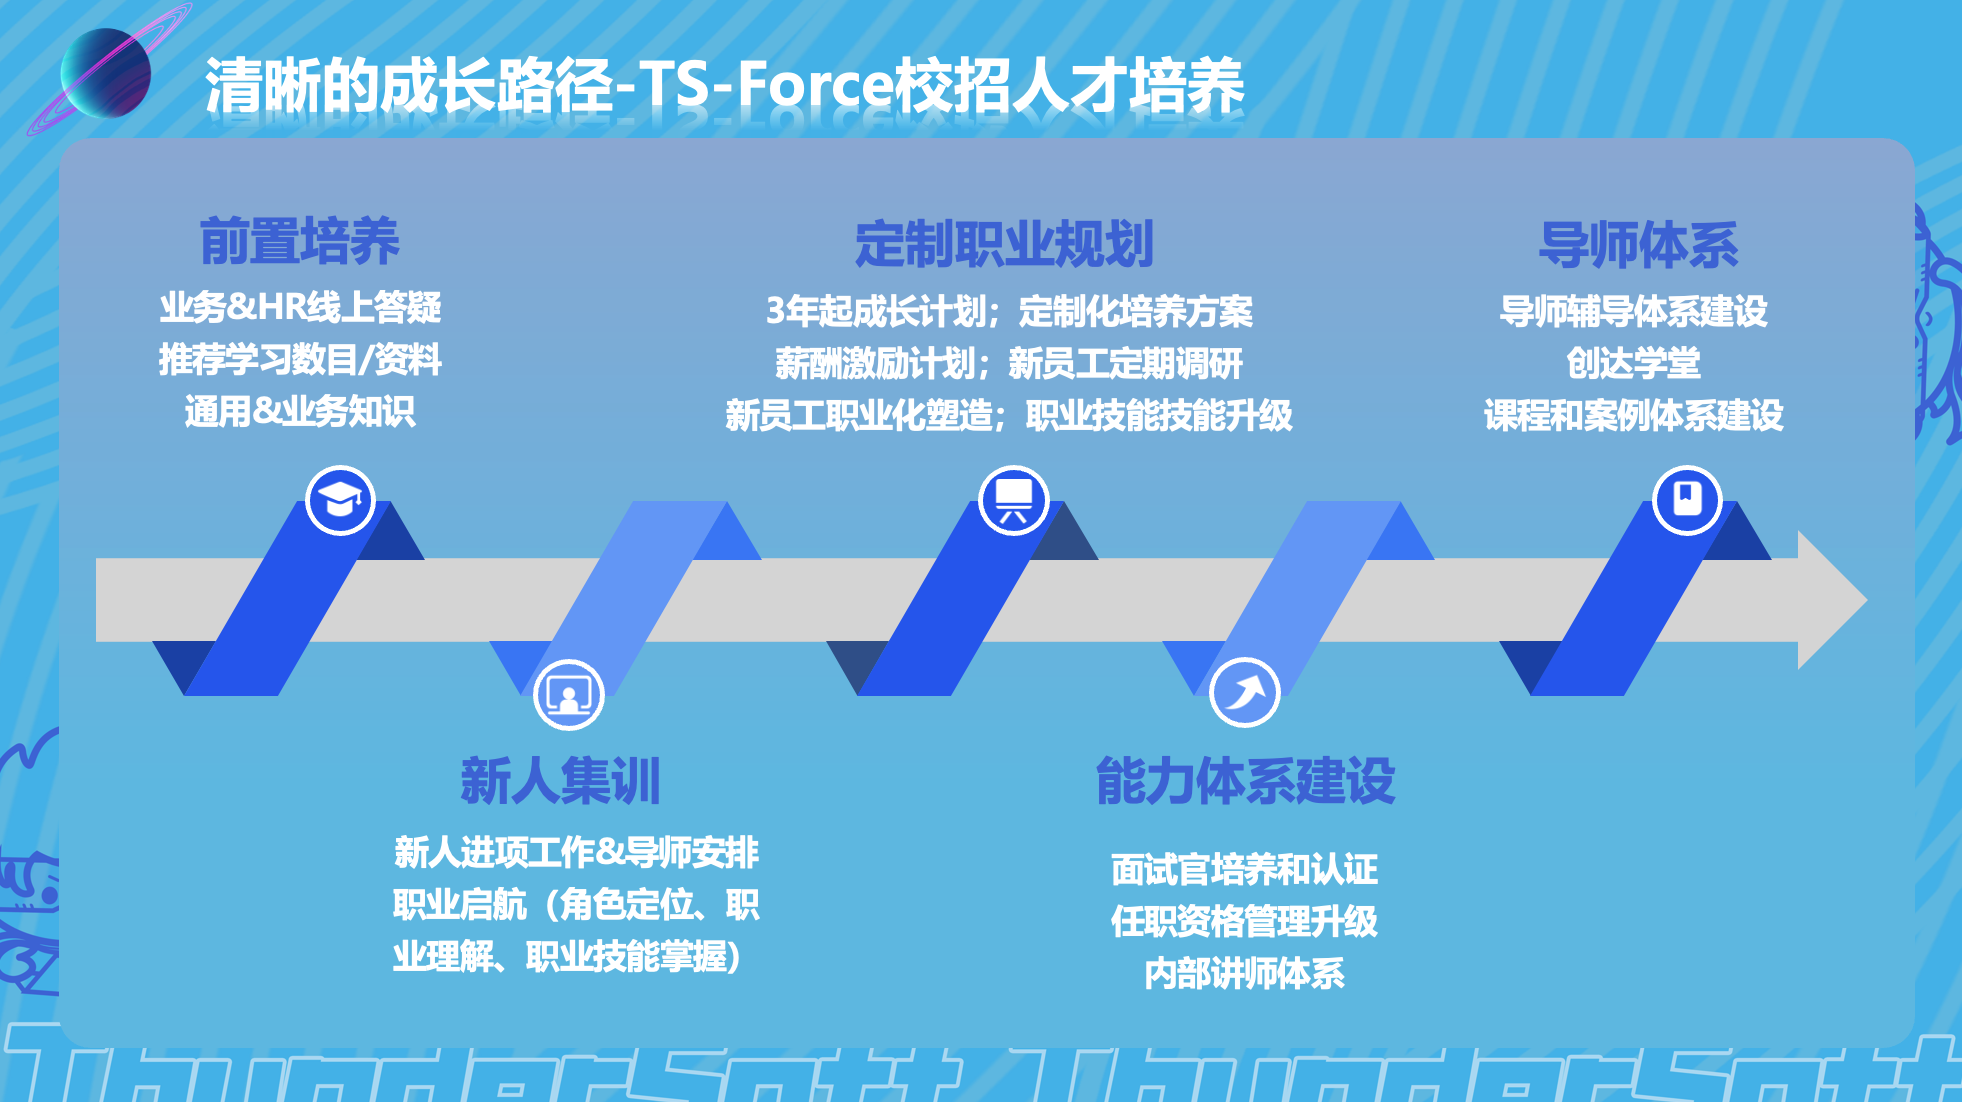 清晰的成长路径-TS-Force校招人才培养
前置培养
业务&HR线上答疑
推荐学习数目/资料
通用&业务知识
定制职业规划
3年起成长计划；定制化培养方案
薪酬激励计划；新员工定期调研
新员工职业化塑造；职业技能技能升级
导师体系
导师辅导体系建设
创达学堂
课程和案例体系建设
新人集训
新人进项工作&导师安排
职业启航（角色定位、职
业理解、职业技能掌握）
能力体系建设
面试官培养和认证
任职资格管理升级
内部讲师体系
ThunderSoft ThunderSoft